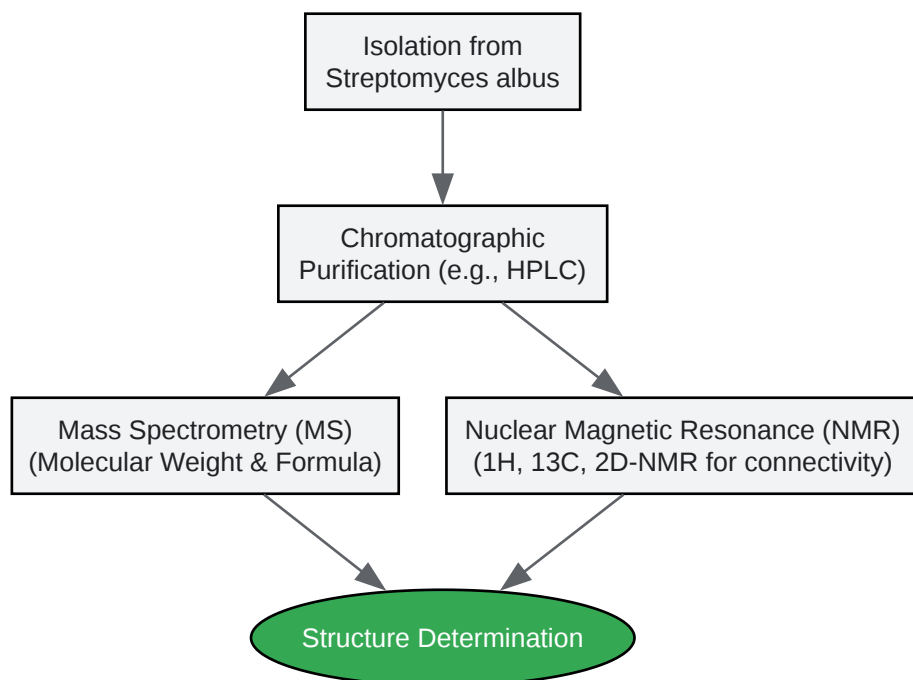 Isolation from
Streptomyces albus
Chromatographic
Purification (e.g., HPLC)
Mass Spectrometry (MS)
(Molecular Weight & Formula)
Nuclear Magnetic Resonance (NMR)
(1H, 13C, 2D-NMR for connectivity)
Structure Determination